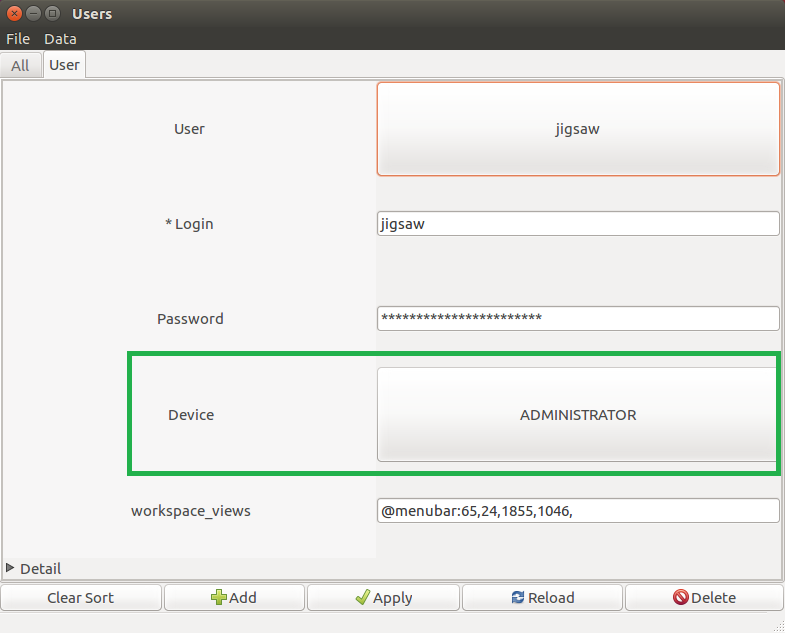 Users
File Data
All User
User jigsaw
* Login jigsaw
Password ***********************
Device ADMINISTRATOR
workspace_views @menubar:65,24,1855,1046,
Detail
Clear Sort Add Apply Reload Delete